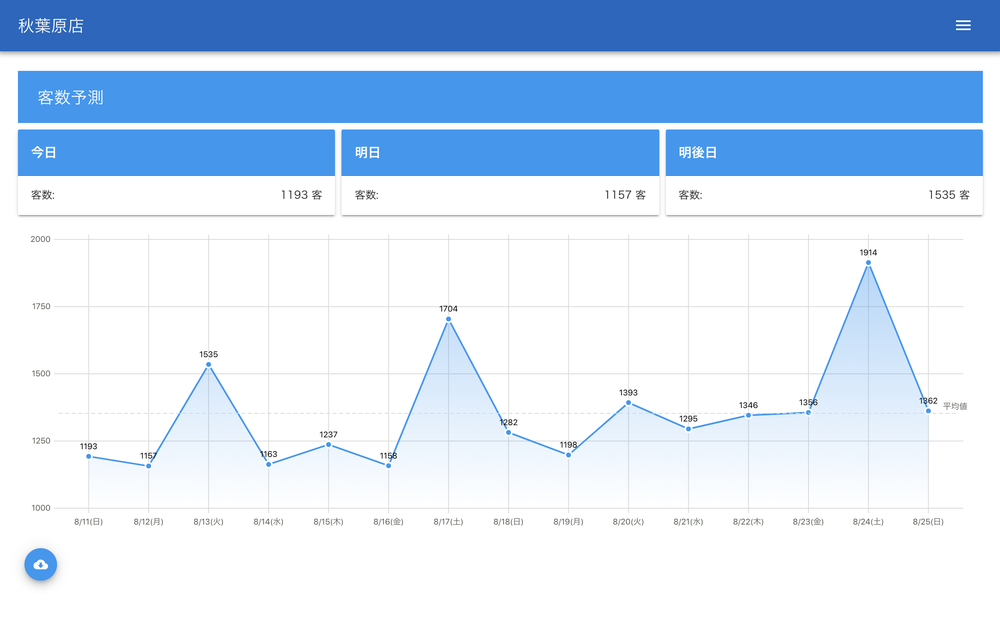 秋葉原店
客数予測
今日
客数: 1193 客
明日
客数: 1157 客
明後日
客数: 1535 客
2000
1750
1500
1250
1000
1193
1157
1535
1163
1237
1158
1704
1282
1198
1393
1295
1346
1356
1914
1362
平均値
8/11(日) 8/12(月) 8/13(火) 8/14(水) 8/15(木) 8/16(金) 8/17(土) 8/18(日) 8/19(月) 8/20(火) 8/21(水) 8/22(木) 8/23(金) 8/24(土) 8/25(日)